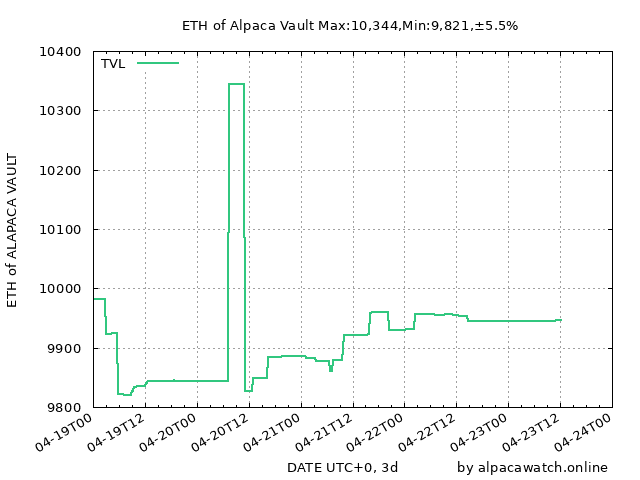 ETH of Alpaca Vault Max:10,344,Min:9,821,±5.5%
TVL
10400
10300
10200
10100
10000
9900
9800
ETH of ALAPACA VAULT
04-19T00
04-19T12
04-20T00
04-20T12
04-21T00
04-21T12
04-22T00
04-22T12
04-23T00
04-23T12
04-24T00
DATE UTC+0, 3d
by alpacawatch.online